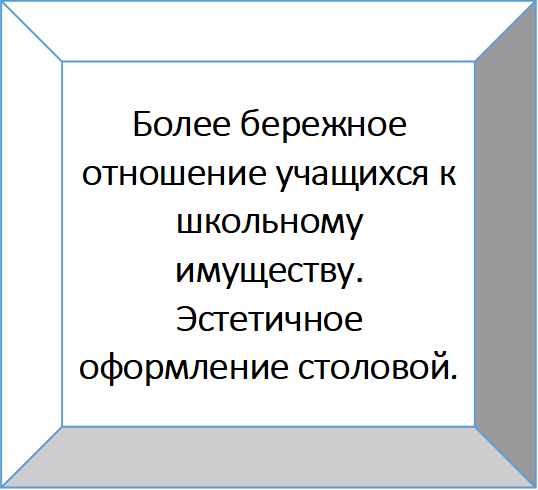 Более бережное
отношение учащихся к
школьному
имуществу.
Эстетичное
оформление столовой.